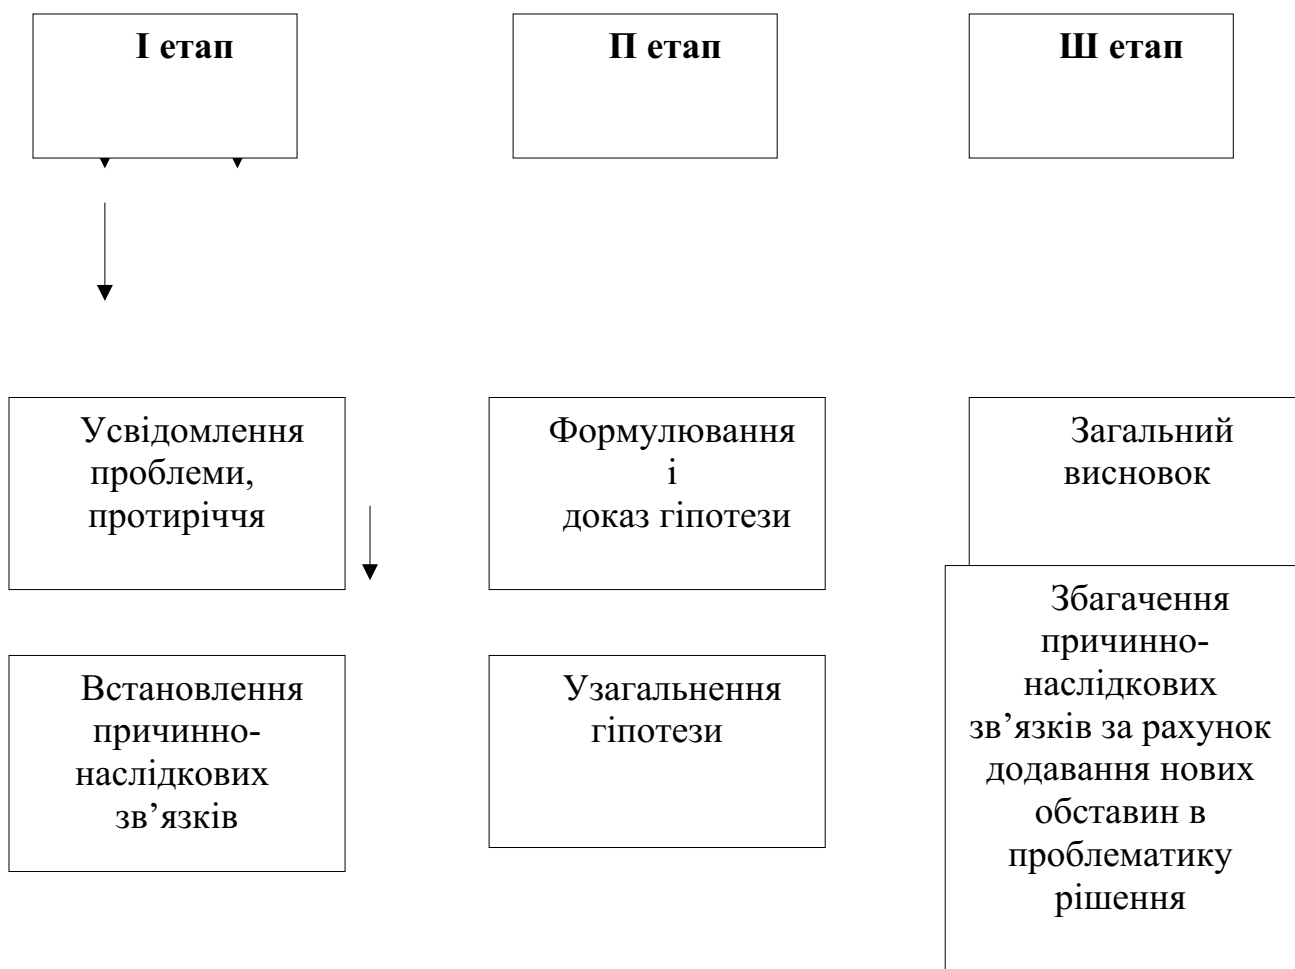 І етап
П етап
Ш етап
Усвідомлення
проблеми,
протиріччя
Формулювання
і
доказ гіпотези
Загальний
висновок
Встановлення
причинно-
наслідкових
зв’язків
Узагальнення
гіпотези
Збагачення
причинно-
наслідкових
зв’язків за рахунок
додавання нових
обставин в
проблематику
рішення